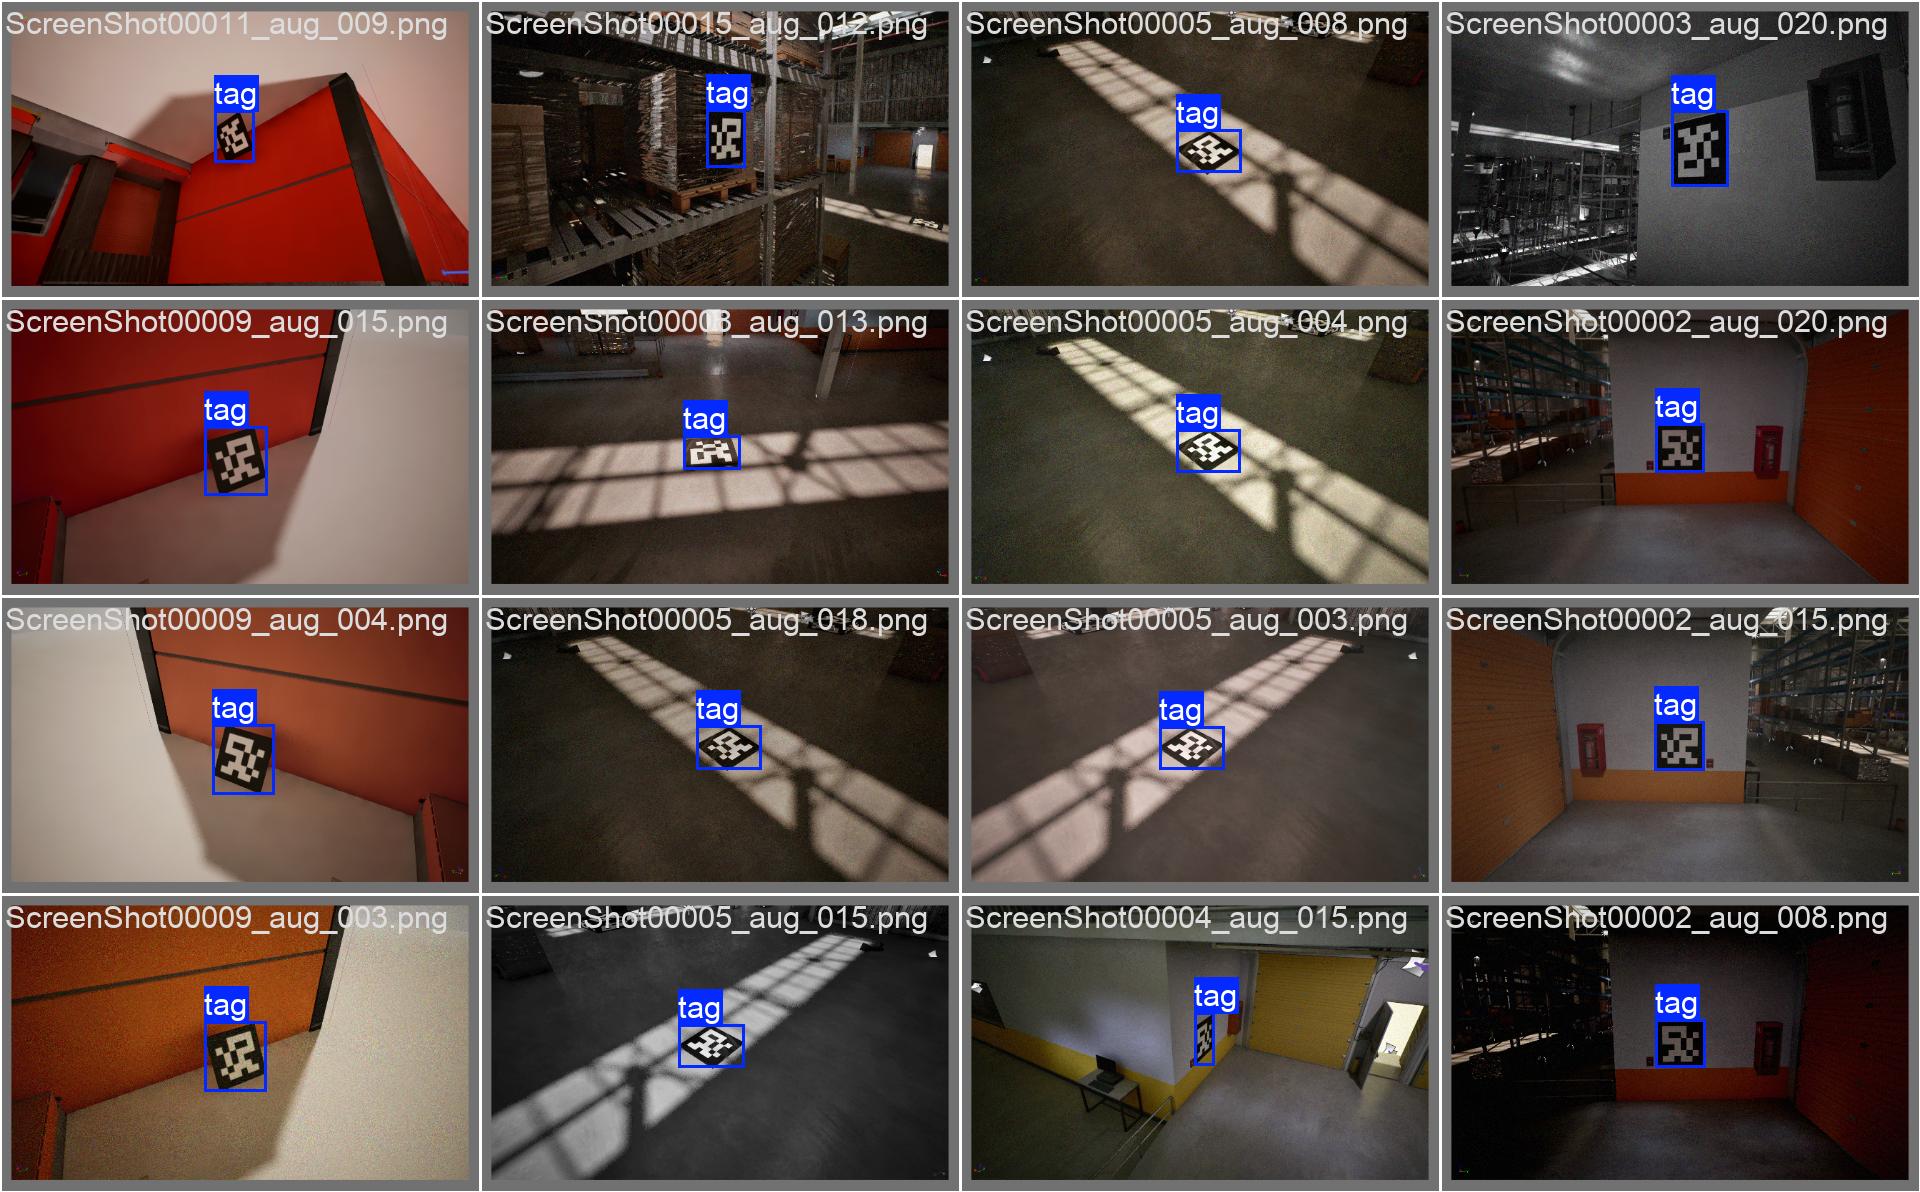 ScreenShot00011_aug_009.png
tag
ScreenShot00015_aug_012.png
tag
ScreenShot00005_aug_008.png
tag
ScreenShot00003_aug_020.png
tag
ScreenShot00009_aug_015.png
tag
ScreenShot00008_aug_013.png
tag
ScreenShot00005_aug_004.png
tag
ScreenShot00002_aug_020.png
tag
ScreenShot00009_aug_004.png
tag
ScreenShot00005_aug_018.png
tag
ScreenShot00005_aug_003.png
tag
ScreenShot00002_aug_015.png
tag
ScreenShot00009_aug_003.png
tag
ScreenShot00005_aug_015.png
tag
ScreenShot00004_aug_015.png
tag
ScreenShot00002_aug_008.png
tag